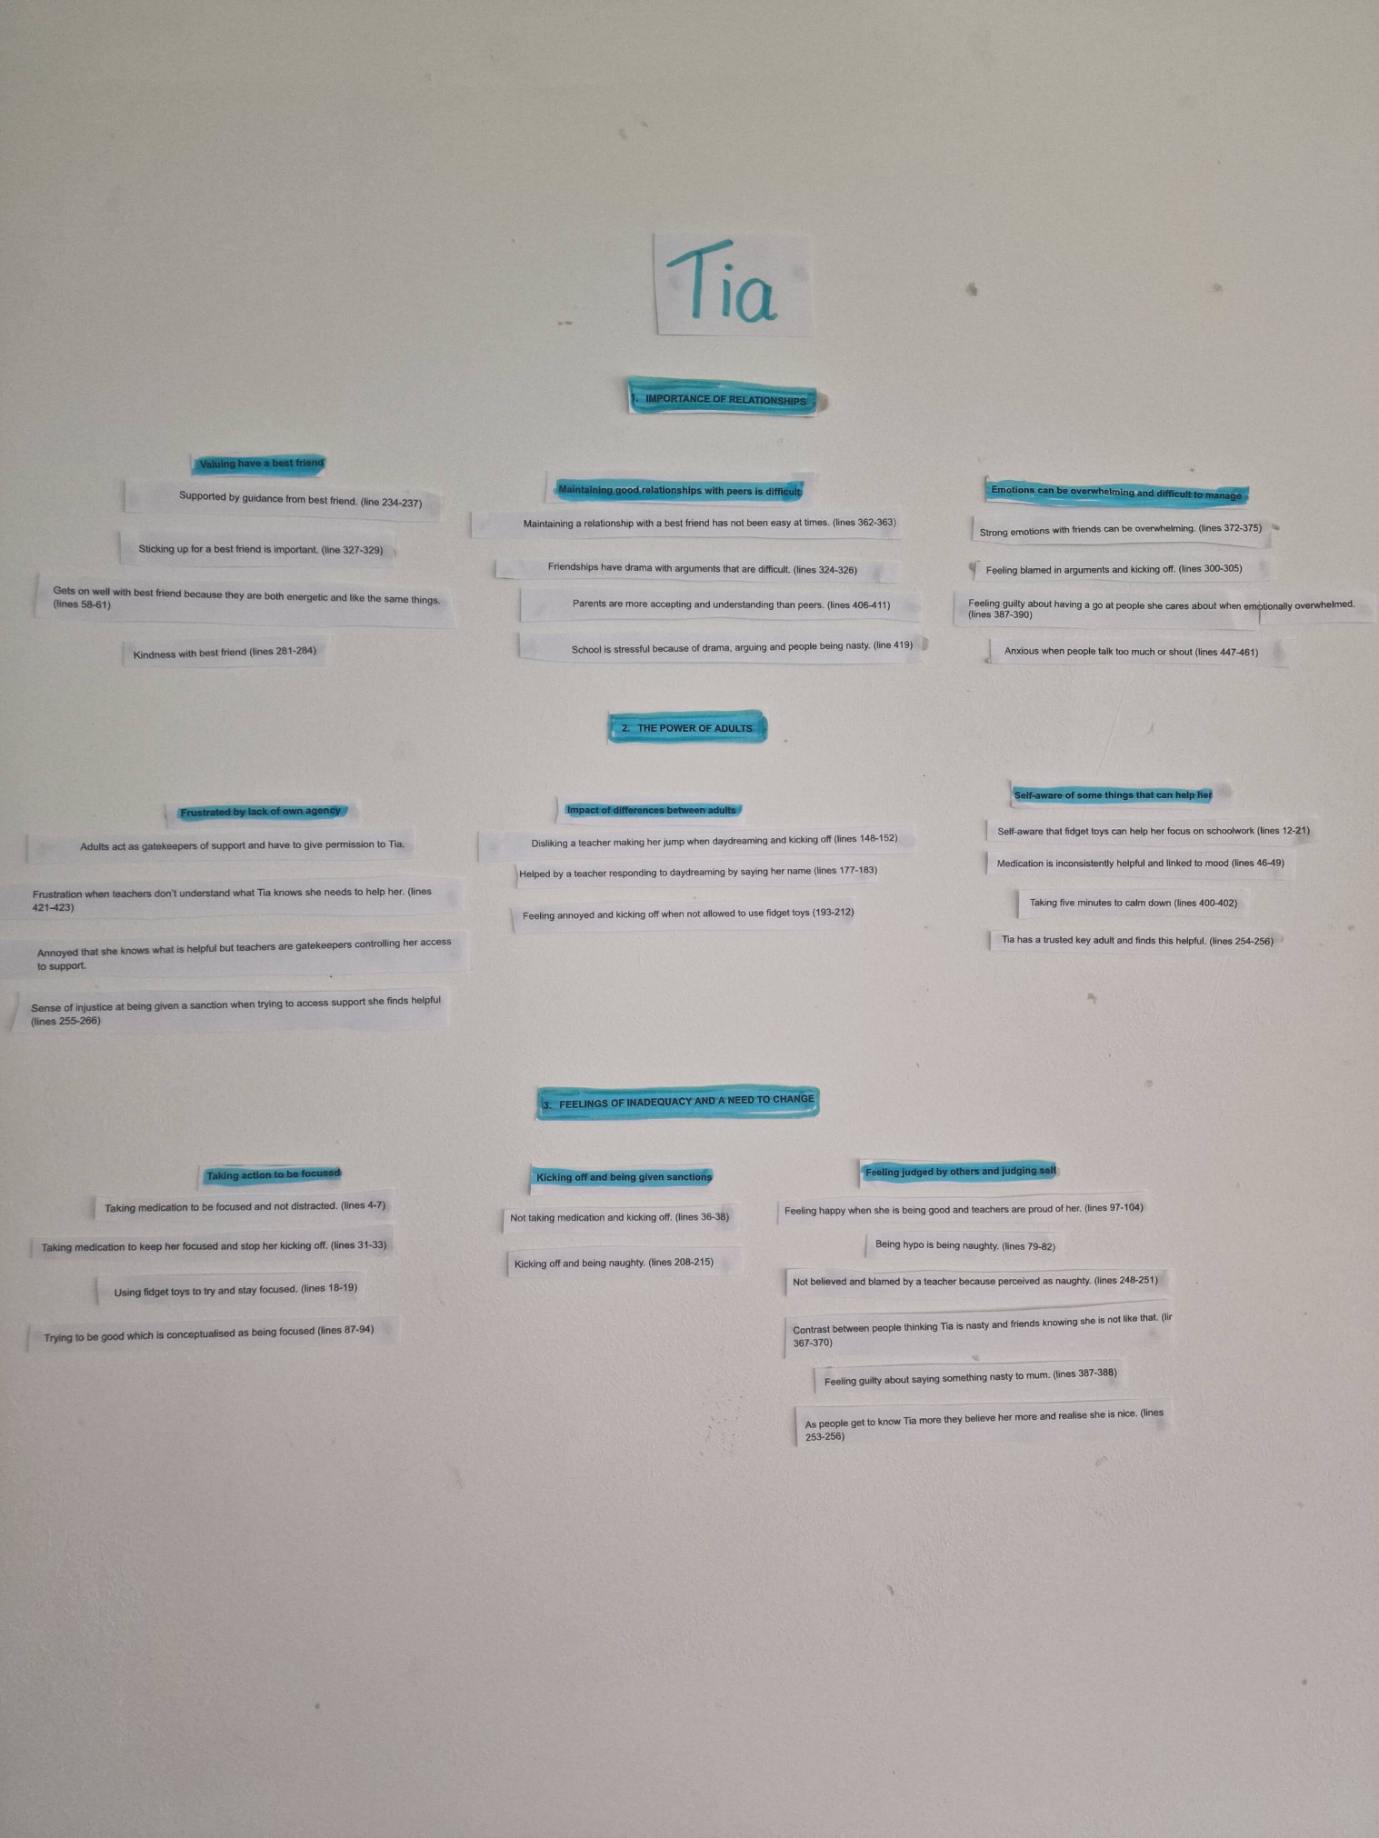 Tia
1. IMPORTANCE OF RELATIONSHIPS
Valuing have a best friend
Supported by guidance from best friend. (line 234-237)
Sticking up for a best friend is important. (line 327-329)
Gets on well with best friend because they are both energetic and like the same things.
(lines 58-61)
Kindness with best friend (lines 281-284)
Maintaining good relationships with peers is difficult
Maintaining a relationship with a best friend has not been easy at times. (lines 362-363)
Friendships have drama with arguments that are difficult. (lines 324-326)
Parents are more accepting and understanding than peers. (lines 406-411)
School is stressful because of drama, arguing and people being nasty. (line 419)
Emotions can be overwhelming and difficult to manage
Strong emotions with friends can be overwhelming. (lines 372-375)
Feeling blamed in arguments and kicking off. (lines 300-305)
Feeling guilty about having a go at people she cares about when emotionally overwhelmed.
(lines 387-390)
Anxious when people talk too much or shout (lines 447-461)
2. THE POWER OF ADULTS
Frustrated by lack of own agency
Adults act as gatekeepers of support and have to give permission to Tia.
Frustration when teachers don't understand what Tia knows she needs to help her. (lines
421-423)
Annoyed that she knows what is helpful but teachers are gatekeepers controlling her access
to support.
Sense of injustice at being given a sanction when trying to access support she finds helpful
(lines 255-266)
Impact of differences between adults
Disliking a teacher making her jump when daydreaming and kicking off (lines 148-152)
Helped by a teacher responding to daydreaming by saying her name (lines 177-183)
Feeling annoyed and kicking off when not allowed to use fidget toys (193-212)
Self-aware of some things that can help her
Self-aware that fidget toys can help her focus on schoolwork (lines 12-21)
Medication is inconsistently helpful and linked to mood (lines 46-49)
Taking five minutes to calm down (lines 400-402)
Tia has a trusted key adult and finds this helpful. (lines 254-256)
3. FEELINGS OF INADEQUACY AND A NEED TO CHANGE
Taking action to be focused
Taking medication to be focused and not distracted. (lines 4-7)
Taking medication to keep her focused and stop her kicking off. (lines 31-33)
Using fidget toys to try and stay focused. (lines 18-19)
Trying to be good which is conceptualised as being focused (lines 87-94)
Kicking off and being given sanctions
Not taking medication and kicking off. (lines 36-38)
Kicking off and being naughty. (lines 208-215)
Feeling judged by others and judging self
Feeling happy when she is being good and teachers are proud of her. (lines 97-104)
Being hypo is being naughty. (lines 79-82)
Not believed and blamed by a teacher because perceived as naughty. (lines 248-251)
Contrast between people thinking Tia is nasty and friends knowing she is not like that. (lir
367-370)
Feeling guilty about saying something nasty to mum. (lines 387-388)
As people get to know Tia more they believe her more and realise she is nice. (lines
253-256)